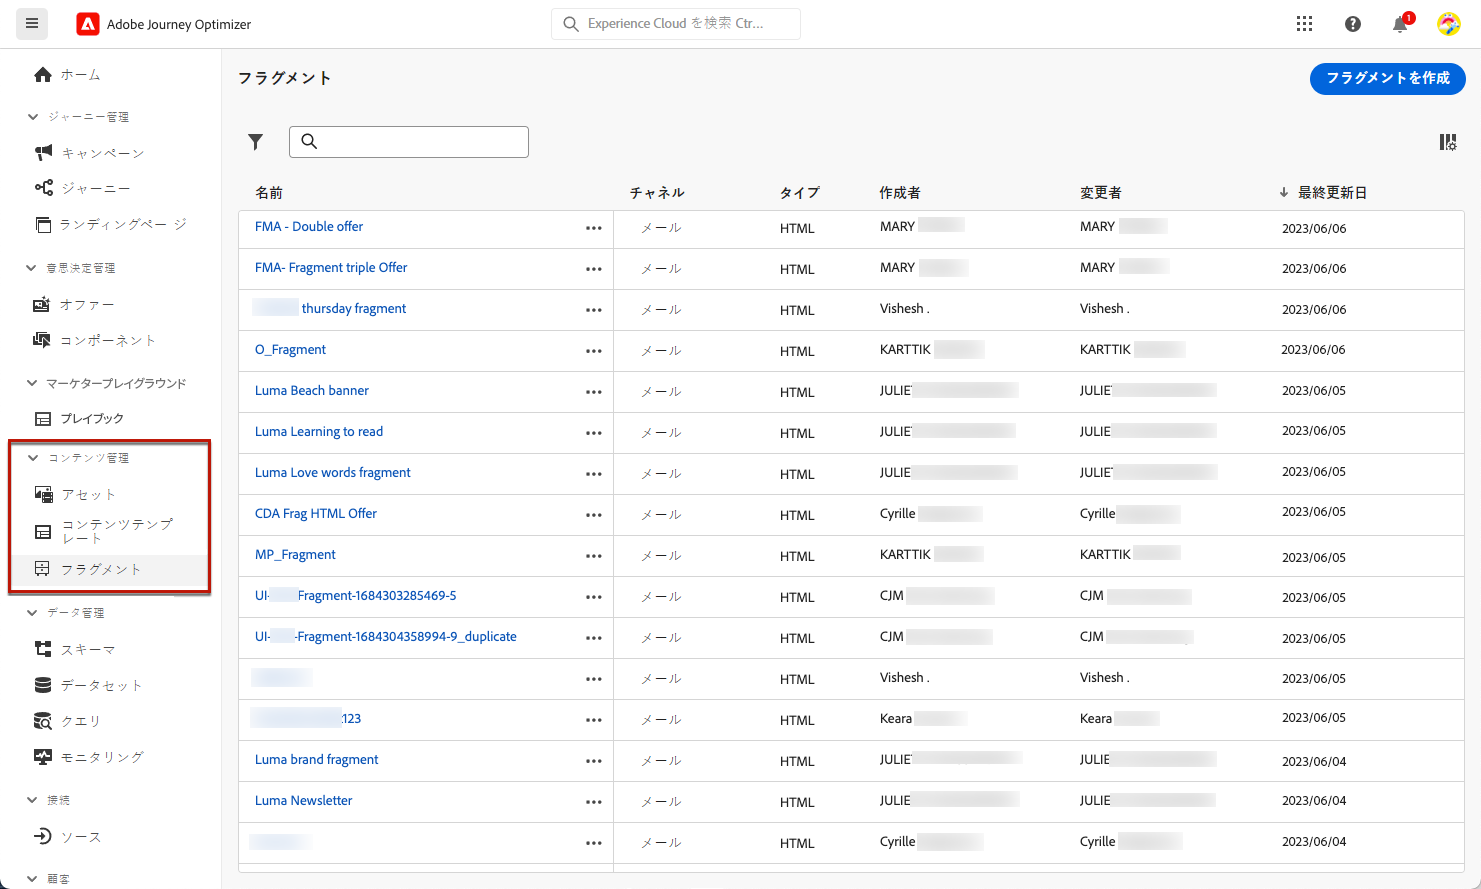 Adobe Journey Optimizer
Experience Cloud を検索 Ctr...
1
ホーム
ジャーニー管理
キャンペーン
ジャーニー
ランディングページ
意思決定管理
オファー
コンポーネント
マーケタープレイグラウンド
プレイブック
コンテンツ管理
アセット
コンテンツテンプ
レート
フラグメント
データ管理
スキーマ
データセット
クエリ
モニタリング
接続
ソース
顧客
フラグメント
フラグメントを作成
名前 チャネル タイプ 作成者 変更者 最終更新日
FMA - Double offer メール HTML MARY MARY 2023/06/06
FMA- Fragment triple Offer メール HTML MARY MARY 2023/06/06
thursday fragment メール HTML Vishesh . Vishesh . 2023/06/06
O_Fragment メール HTML KARTTIK KARTTIK 2023/06/06
Luma Beach banner メール HTML JULIET JULIET 2023/06/05
Luma Learning to read メール HTML JULIE JULIE 2023/06/05
Luma Love words fragment メール HTML JULIE JULIET 2023/06/05
CDA Frag HTML Offer メール HTML Cyrille Cyrille 2023/06/05
MP_Fragment メール HTML KARTTIK KARTTIK 2023/06/05
UI- Fragment-1684303285469-5 メール HTML CJM CJM 2023/06/05
UI- -Fragment-1684304358994-9_duplicate メール HTML CJM CJM 2023/06/05
メール HTML Vishesh . Vishesh . 2023/06/05
123 メール HTML Keara Keara 2023/06/05
Luma brand fragment メール HTML JULIET JULIE 2023/06/04
Luma Newsletter メール HTML JULIE JULIE 2023/06/04
メール HTML Cyrille Cyrille 2023/06/04